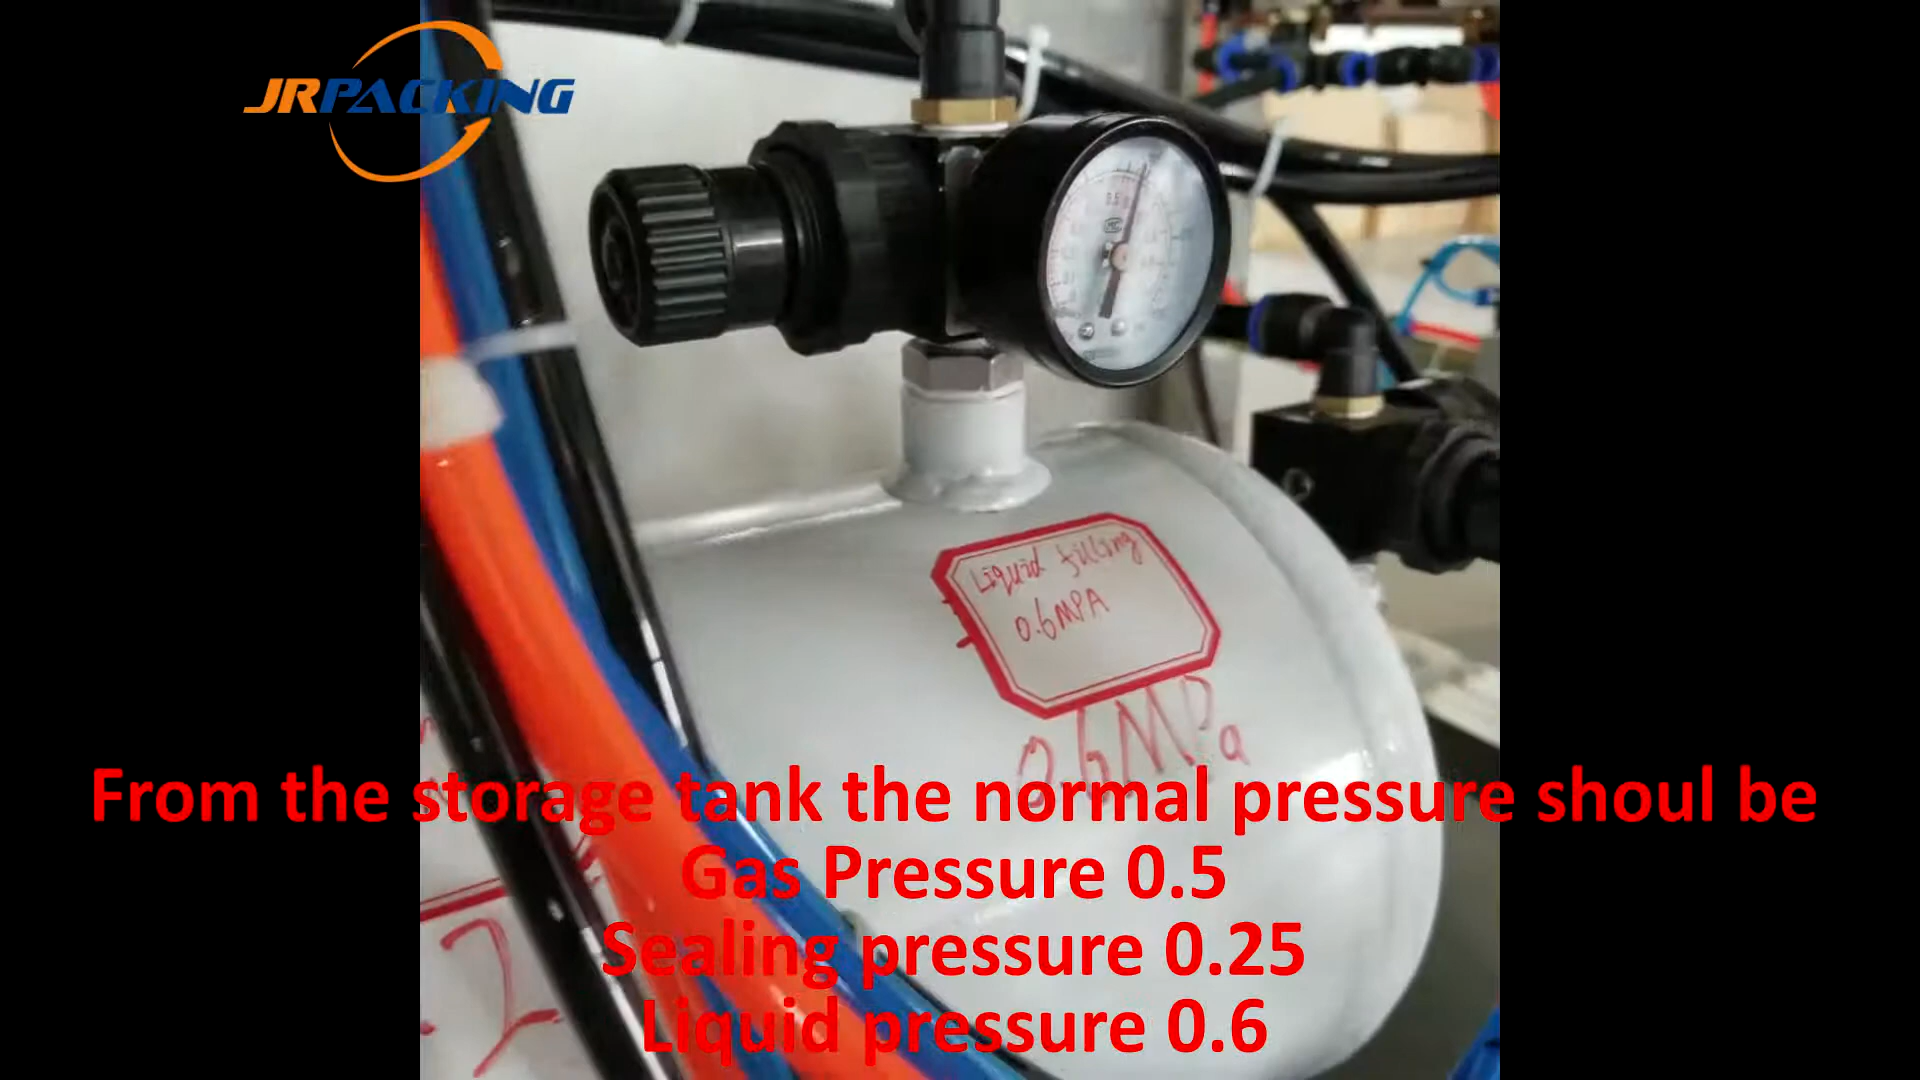 JRPACKING
Liquid filling
0.6MPA
0.6MPa
.2
From the storage tank the normal pressure shoul be
Gas Pressure 0.5
Sealing pressure 0.25
Liquid pressure 0.6